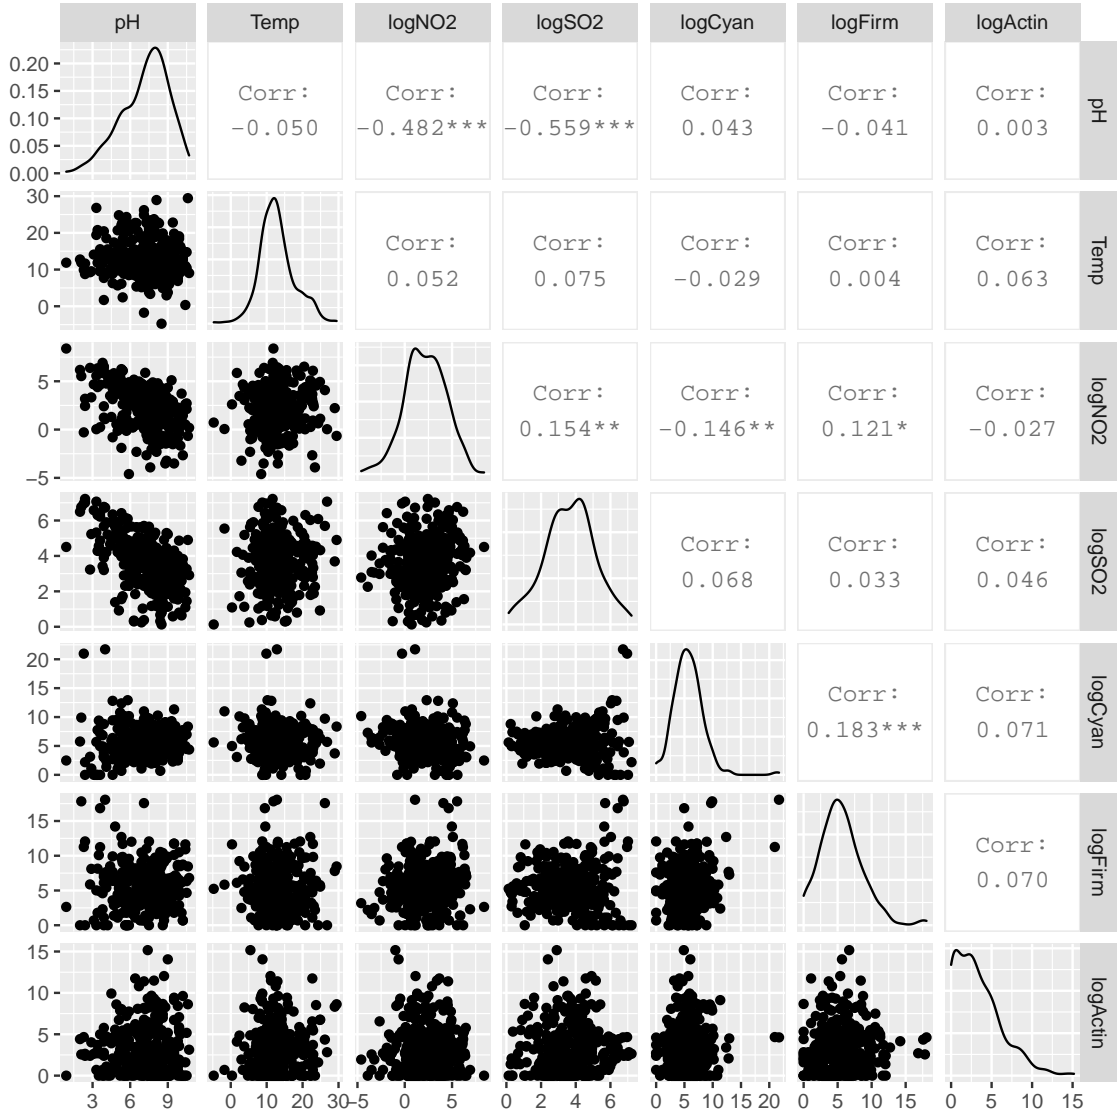 pH Temp logNO2 logSO2 logCyan logFirm logActin
0.20
0.15
0.10
0.05
0.00
Corr: Corr: Corr: Corr: Corr: Corr:
−0.050 −0.482*** −0.559*** 0.043 −0.041 0.003
pH
30
20
10
0
Corr: Corr: Corr: Corr: Corr:
0.052 0.075 −0.029 0.004 0.063
Temp
5
0
−5
Corr: Corr: Corr: Corr:
0.154** −0.146** 0.121* −0.027
logNO2
6
4
2
0
Corr: Corr: Corr:
0.068 0.033 0.046
logSO2
20
15
10
5
0
Corr: Corr:
0.183*** 0.071
logCyan
15
10
5
0
Corr:
0.070
logFirm
15
10
5
0
logActin
3 6 9 0 10 20 30 −5 0 5 0 2 4 6 0 5 10 15 20 0 5 10 15 0 5 10 15